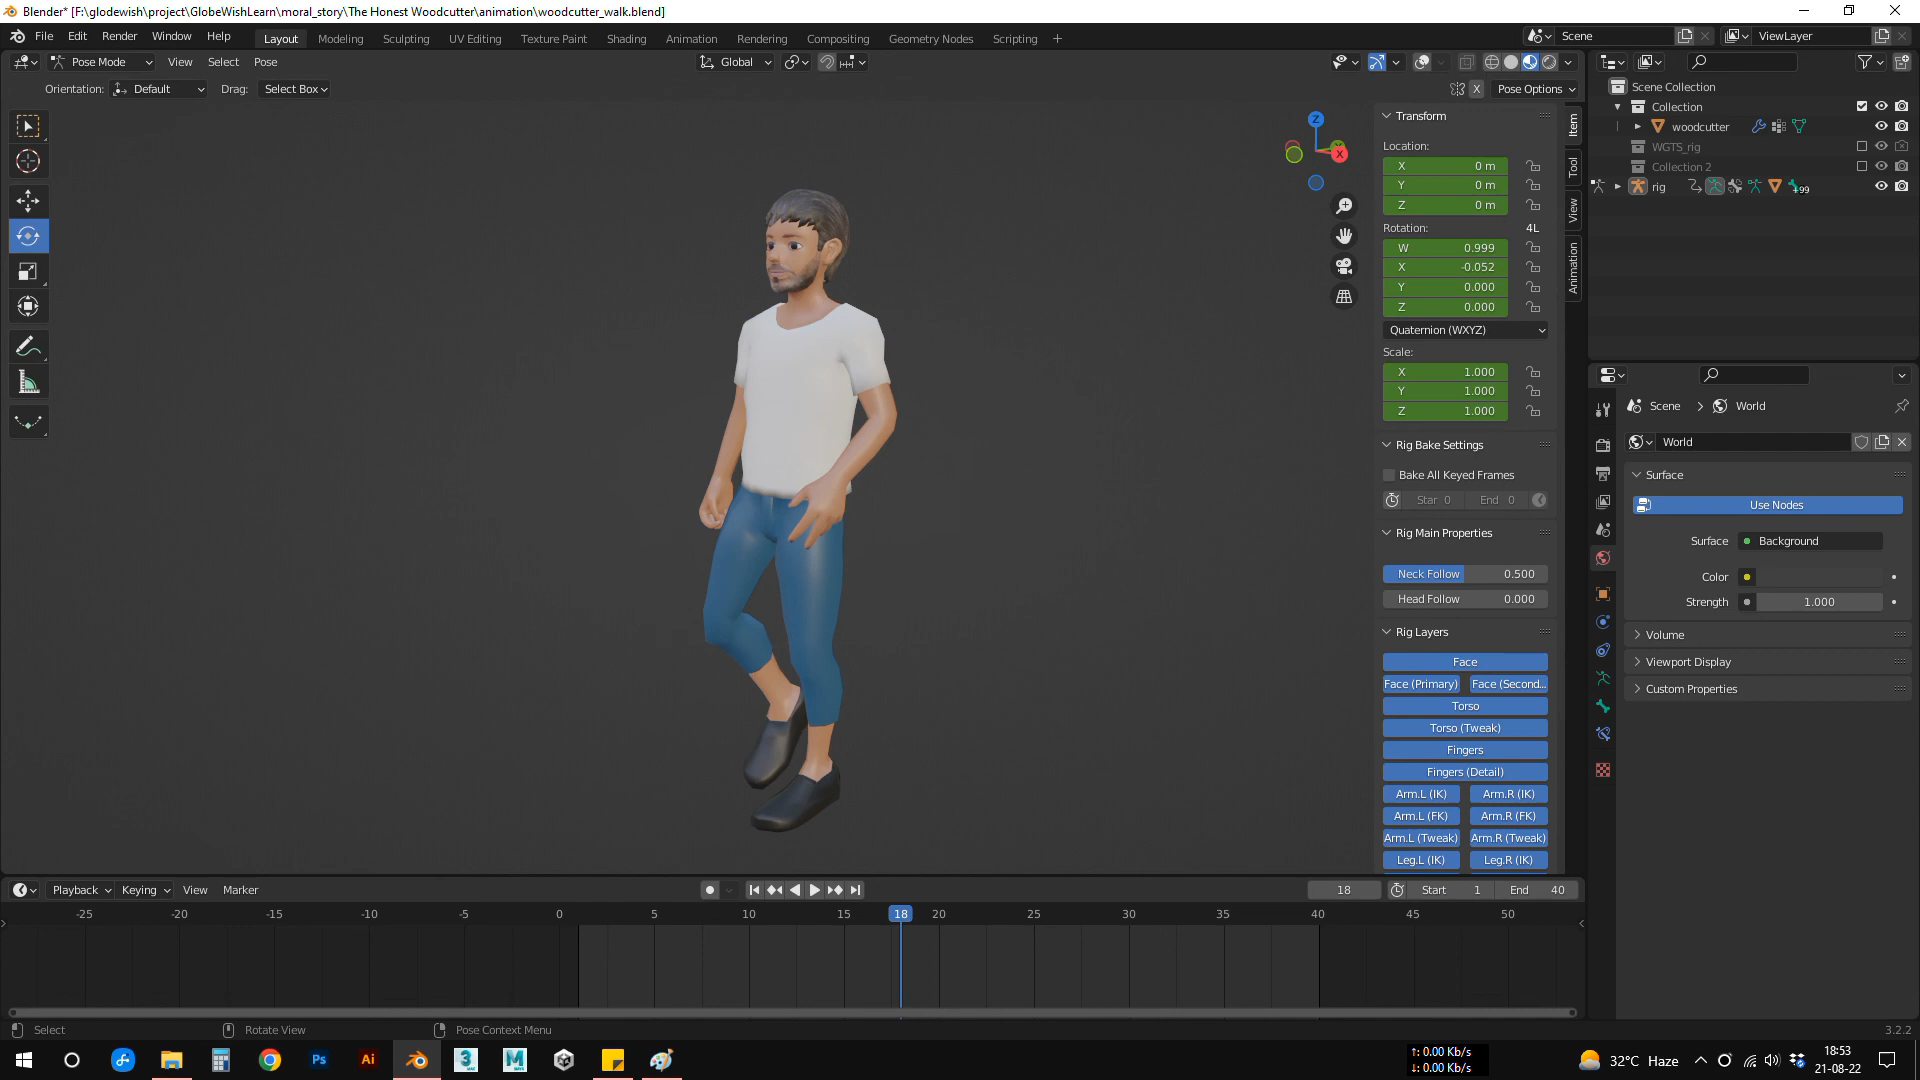 Blender* [F:\glodewish\project\GlobeWishLearn\moral_story\The Honest Woodcutter\animation\woodcutter_walk.blend]
File Edit Render Window Help Layout Modeling Sculpting UV Editing Texture Paint Shading Animation Rendering Compositing Geometry Nodes Scripting + Scene ViewLayer
Pose Mode View Select Pose Global
Orientation: Default Drag: Select Box X Pose Options
Scene Collection
Collection
woodcutter
WGTS_rig
Collection 2
rig +99
Z
X
Item
Tool
View
Animation
Transform
Location:
X 0 m
Y 0 m
Z 0 m
Rotation: 4L
W 0.999
X -0.052
Y 0.000
Z 0.000
Quaternion (WXYZ)
Scale:
X 1.000
Y 1.000
Z 1.000
Rig Bake Settings
Bake All Keyed Frames
Star 0 End 0
Rig Main Properties
Neck Follow 0.500
Head Follow 0.000
Rig Layers
Face
Face (Primary) Face (Second...
Torso
Torso (Tweak)
Fingers
Fingers (Detail)
Arm.L (IK) Arm.R (IK)
Arm.L (FK) Arm.R (FK)
Arm.L (Tweak) Arm.R (Tweak)
Leg.L (IK) Leg.R (IK)
Scene > World
World
Surface
Use Nodes
Surface Background
Color
Strength 1.000
Volume
Viewport Display
Custom Properties
Playback Keying View Marker 18 Start 1 End 40
-25 -20 -15 -10 -5 0 5 10 15 18 20 25 30 35 40 45 50
Select Rotate View Pose Context Menu 3.2.2
Ps Ai 3 M
↑: 0.00 Kb/s
↓: 0.00 Kb/s
32°C Haze
18:53
21-08-22